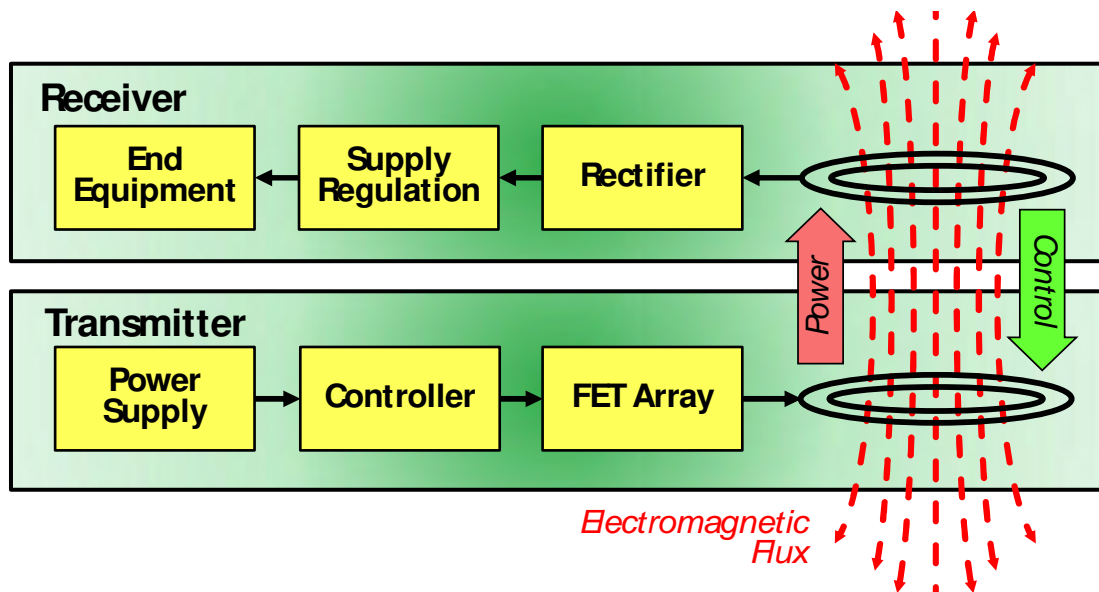 Receiver
End
Equipment
Supply
Regulation
Rectifier
Power
Control
Transmitter
Power
Supply
Controller
FET Array
Electromagnetic
Flux